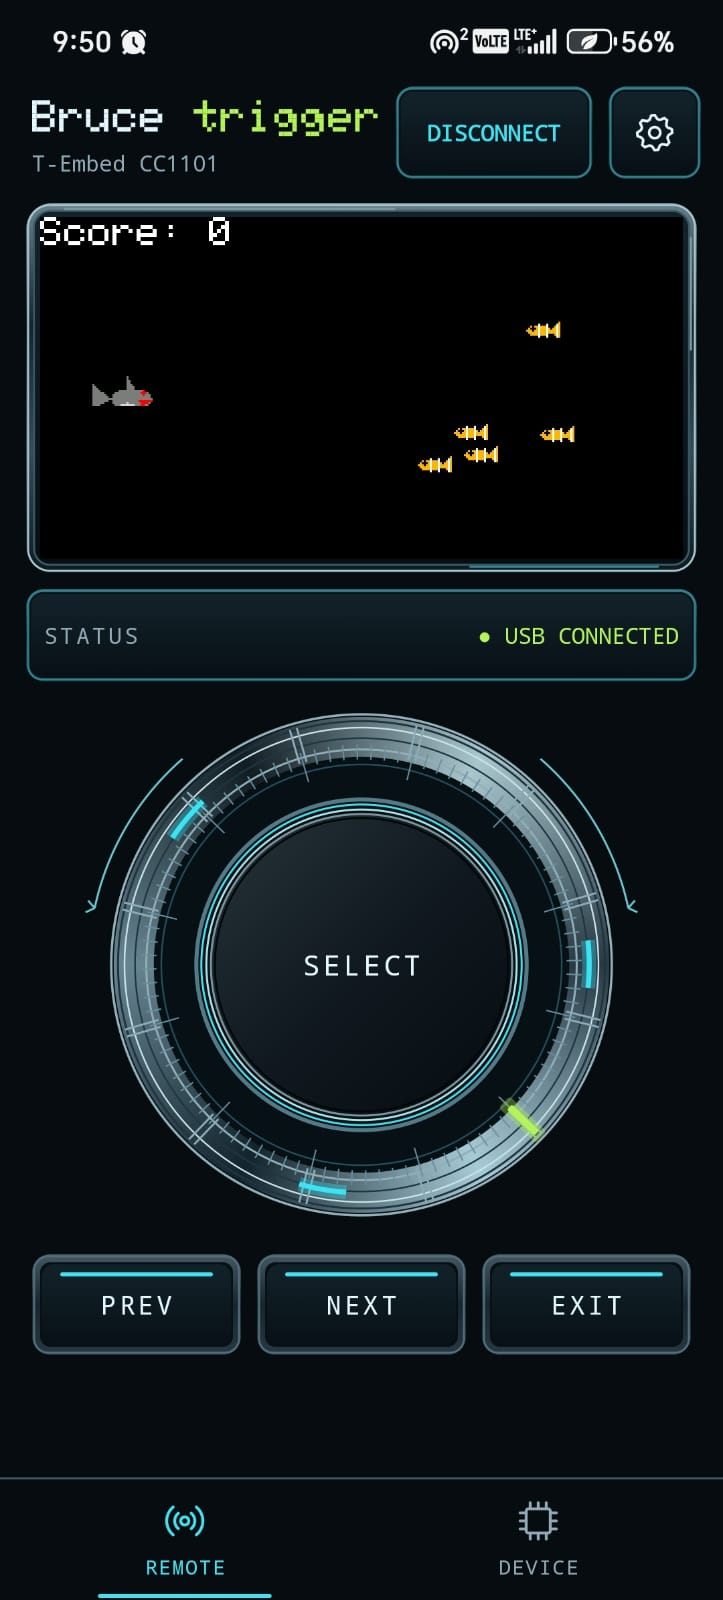 9:50
2 VoLTE LTE+ 56%
Bruce trigger
T-Embed CC1101
DISCONNECT
Score: 0
STATUS
USB CONNECTED
SELECT
PREV
NEXT
EXIT
REMOTE
DEVICE